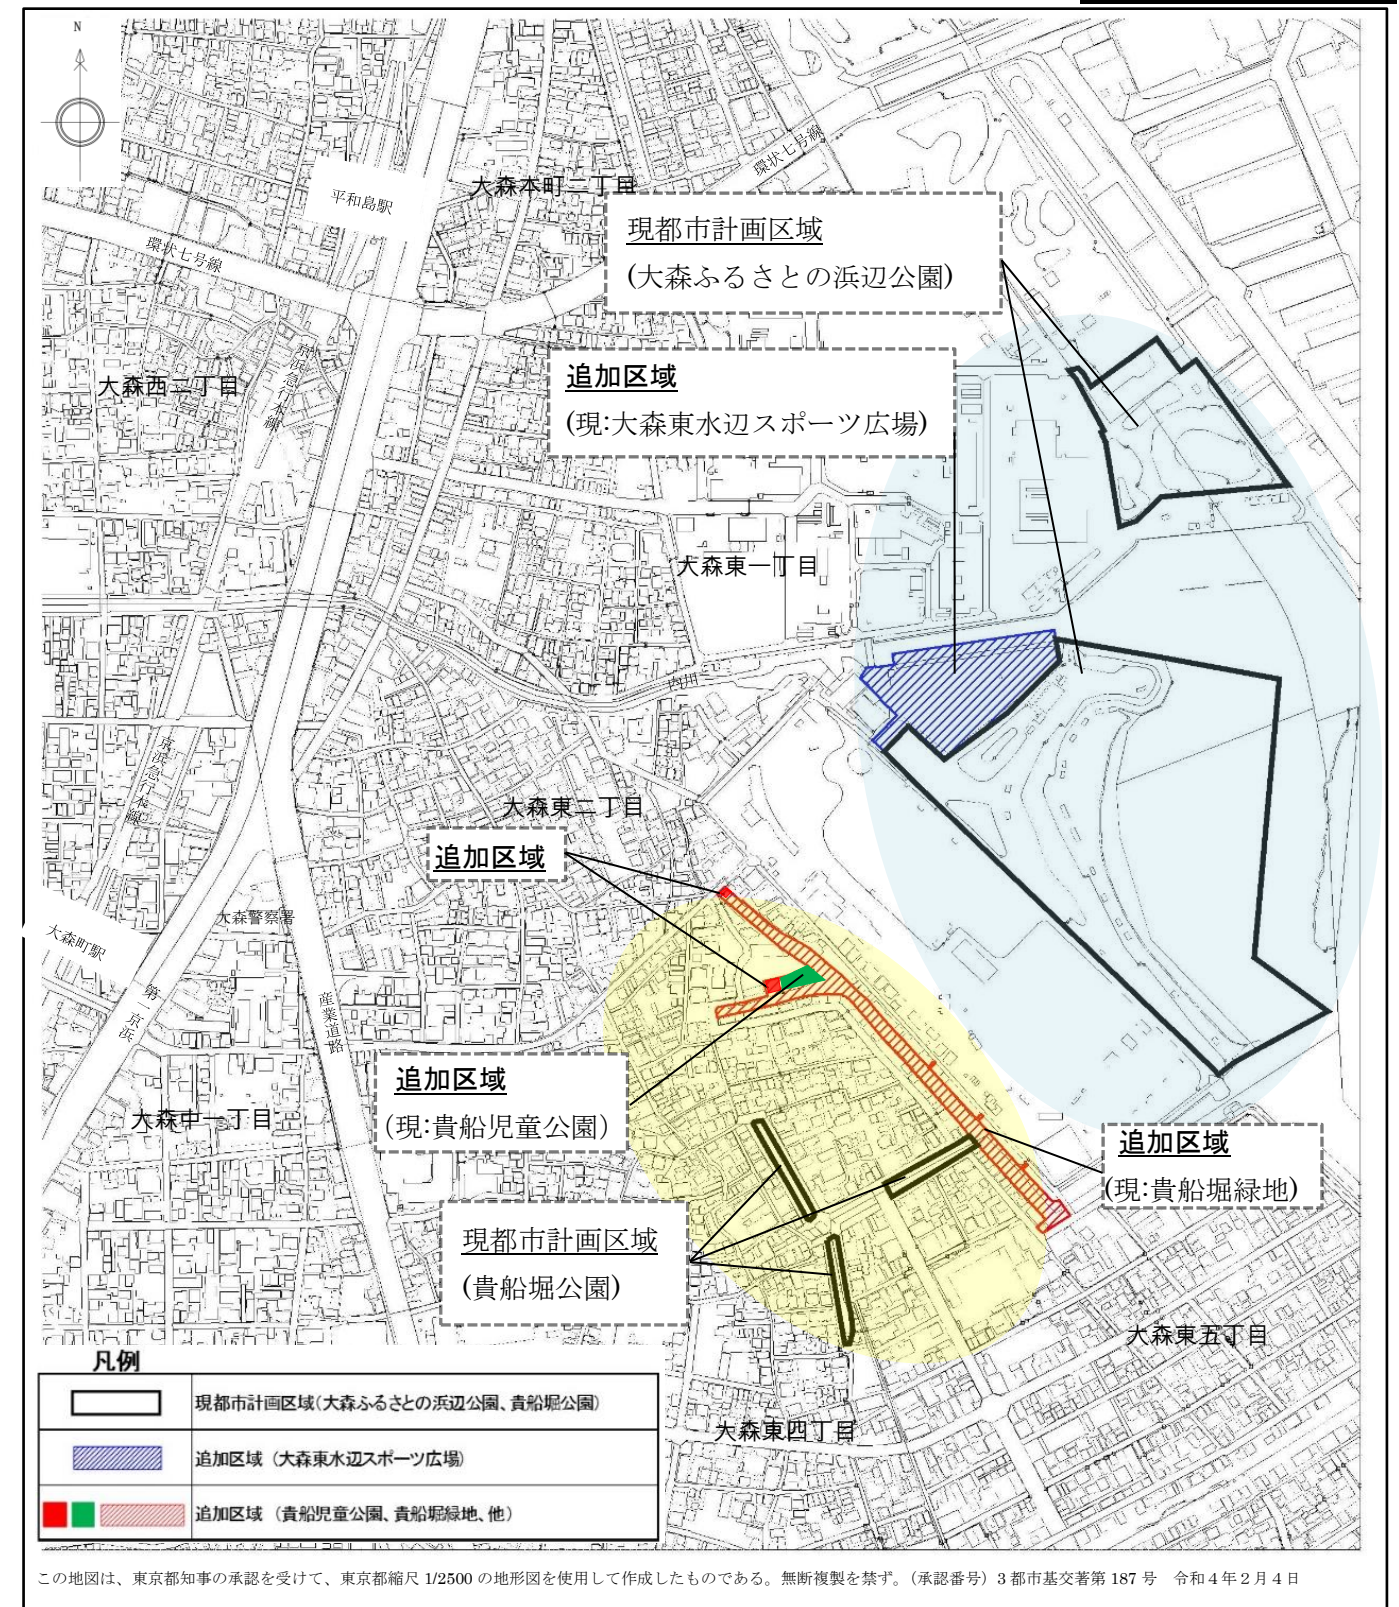 N
環状七号線
大森本町二丁目
平和島駅
現都市計画区域
(大森ふるさとの浜辺公園)
環状七号線
追加区域
(現:大森東水辺スポーツ広場)
京浜急行本線
大森西二丁目
大森東一丁目
内川
京浜急行本線
大森東二丁目
追加区域
大森警察署
大森町駅
第一京浜
産業道路
追加区域
(現:貴船児童公園)
大森中一丁目
追加区域
(現:貴船堀緑地)
現都市計画区域
(貴船堀公園)
大森東五丁目
大森東四丁目
凡例
現都市計画区域(大森ふるさとの浜辺公園、貴船堀公園)
追加区域 (大森東水辺スポーツ広場)
追加区域 (貴船児童公園、貴船堀緑地、他)
この地図は、東京都知事の承認を受けて、東京都縮尺 1/2500 の地形図を使用して作成したものである。無断複製を禁ず。(承認番号) 3 都市基交著第 187 号 令和4年2月4日